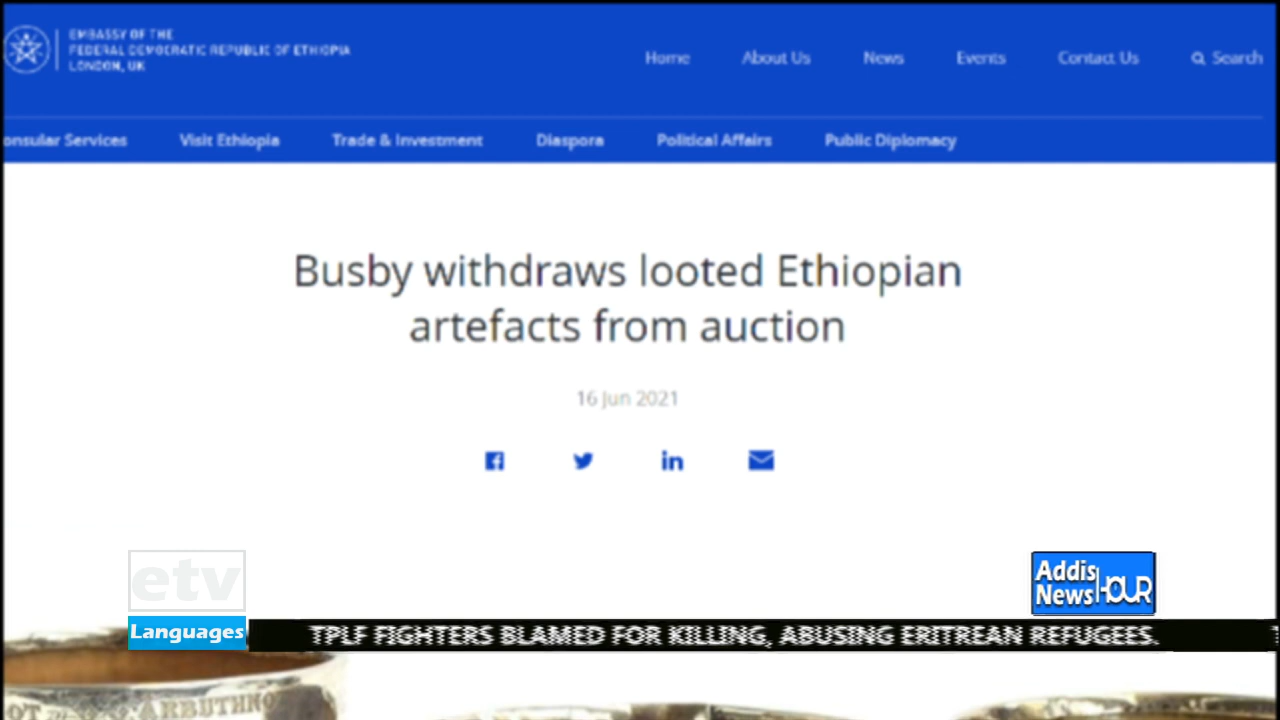 EMBASSY OF THE
FEDERAL DEMOCRATIC REPUBLIC OF ETHIOPIA
LONDON, UK
Home About Us News Events Contact Us Search
onsular Services Visit Ethiopia Trade & Investment Diaspora Political Affairs Public Diplomacy
Busby withdraws looted Ethiopian
artefacts from auction
16 Jun 2021
etv
Languages
Addis
News HOUR
TPLF FIGHTERS BLAMED FOR KILLING, ABUSING ERITREAN REFUGEES.
ARBUTHNO